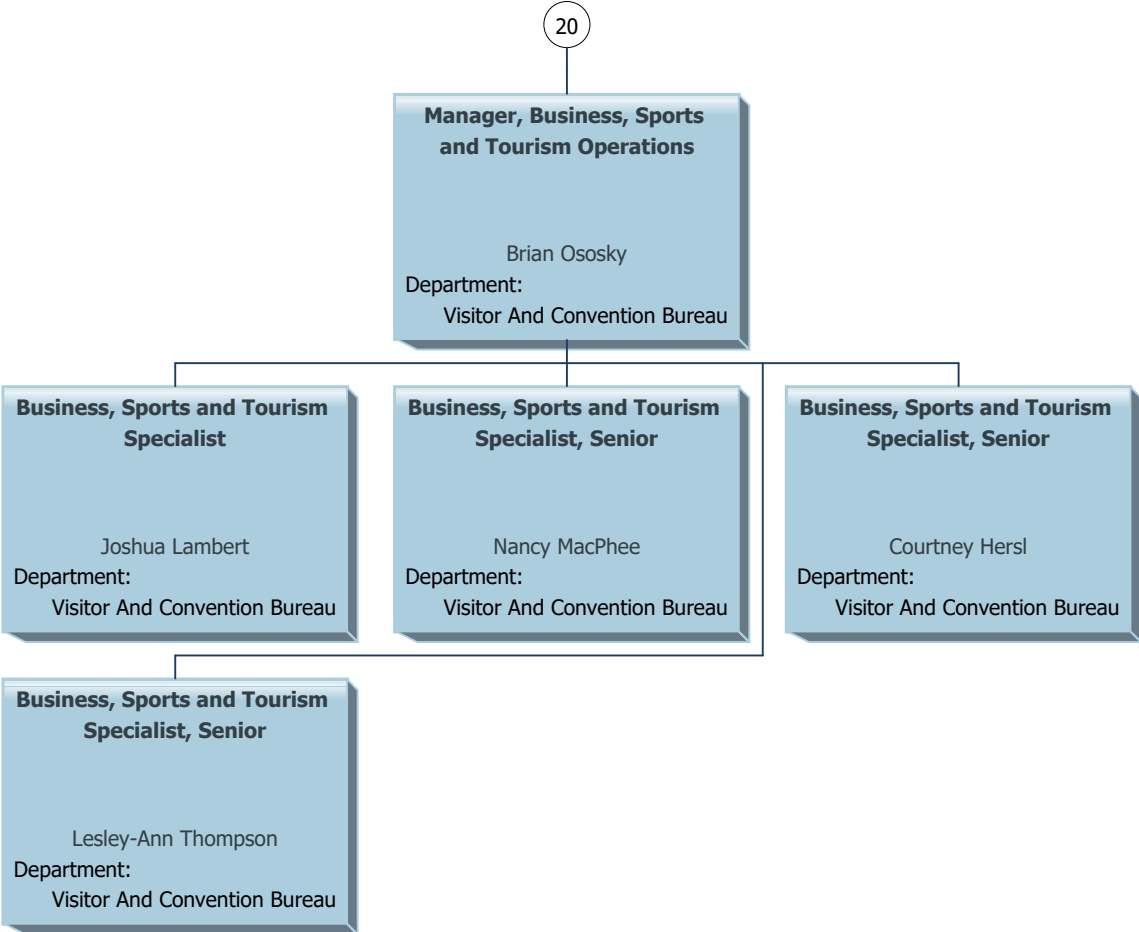 20
Manager, Business, Sports
and Tourism Operations
Brian Ososky
Department:
Visitor And Convention Bureau
Business, Sports and Tourism
Specialist
Joshua Lambert
Department:
Visitor And Convention Bureau
Business, Sports and Tourism
Specialist, Senior
Nancy MacPhee
Department:
Visitor And Convention Bureau
Business, Sports and Tourism
Specialist, Senior
Courtney Hersl
Department:
Visitor And Convention Bureau
Business, Sports and Tourism
Specialist, Senior
Lesley-Ann Thompson
Department:
Visitor And Convention Bureau